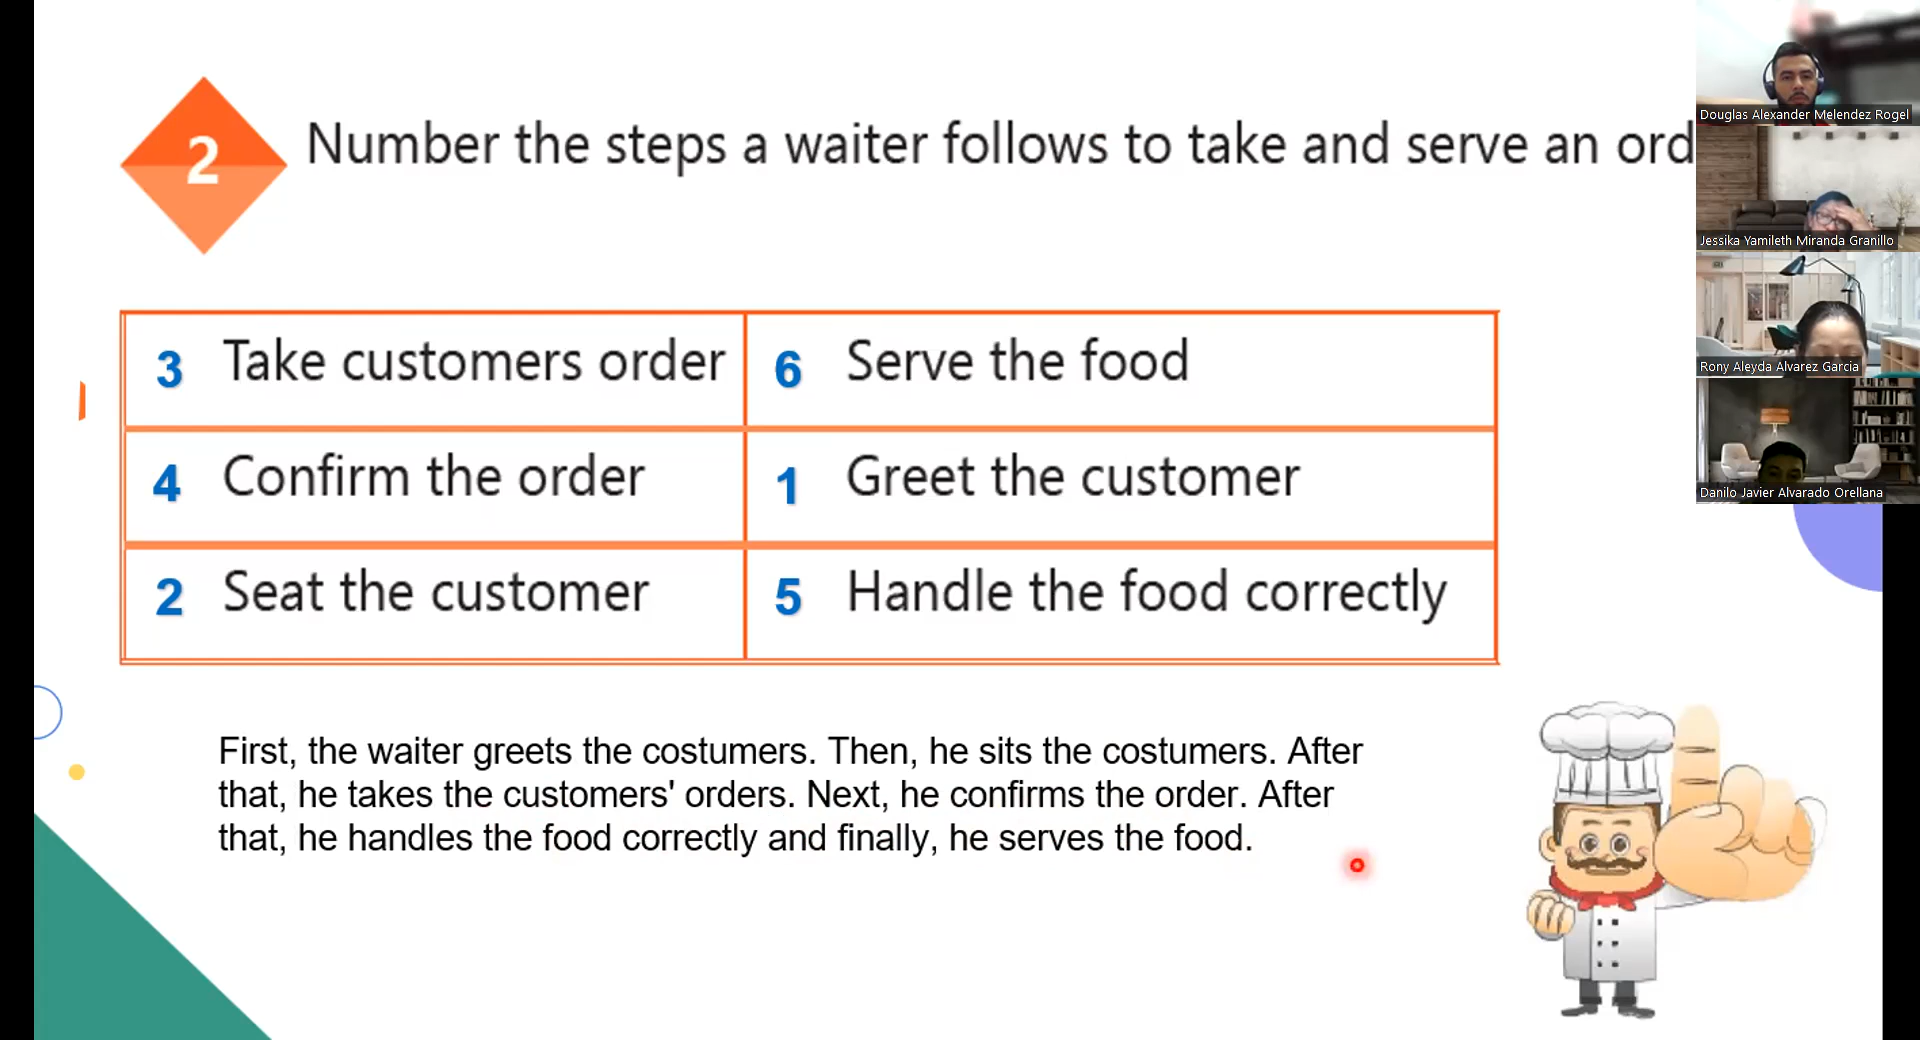 2
Number the steps a waiter follows to take and serve an ord
3 Take customers order
6 Serve the food
4 Confirm the order
1 Greet the customer
2 Seat the customer
5 Handle the food correctly
First, the waiter greets the costumers. Then, he sits the costumers. After
that, he takes the customers' orders. Next, he confirms the order. After
that, he handles the food correctly and finally, he serves the food.
Douglas Alexander Melendez Rogel
Jessika Yamileth Miranda Granillo
Rony Aleyda Alvarez Garcia
Danilo Javier Alvarado Orellana